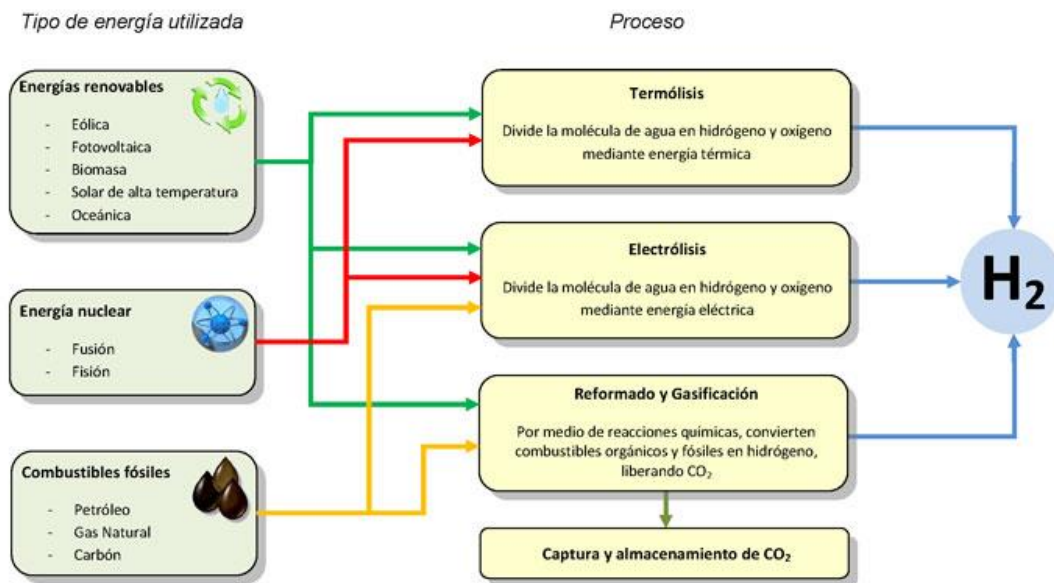 Tipo de energía utilizada
Proceso
Energías renovables
- Eólica
- Fotovoltaica
- Biomasa
- Solar de alta temperatura
- Oceánica
Energía nuclear
- Fusión
- Fisión
Combustibles fósiles
- Petróleo
- Gas Natural
- Carbón
Termólisis
Divide la molécula de agua en hidrógeno y oxigeno
mediante energía térmica
Electrólisis
Divide la molécula de agua en hidrógeno y oxigeno
mediante energía eléctrica
Reformado y Gasificación
Por medio de reacciones químicas, convierten
combustibles orgánicos y fósiles en hidrógeno,
liberando CO₂
Captura y almacenamiento de CO₂
H₂